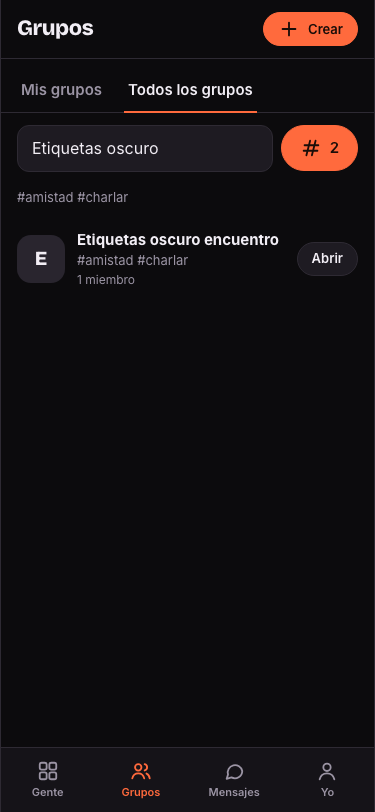 Grupos
+ Crear
Mis grupos
Todos los grupos
Etiquetas oscuro
# 2
#amistad #charlar
E
Etiquetas oscuro encuentro
#amistad #charlar
1 miembro
Abrir
Gente
Grupos
Mensajes
Yo